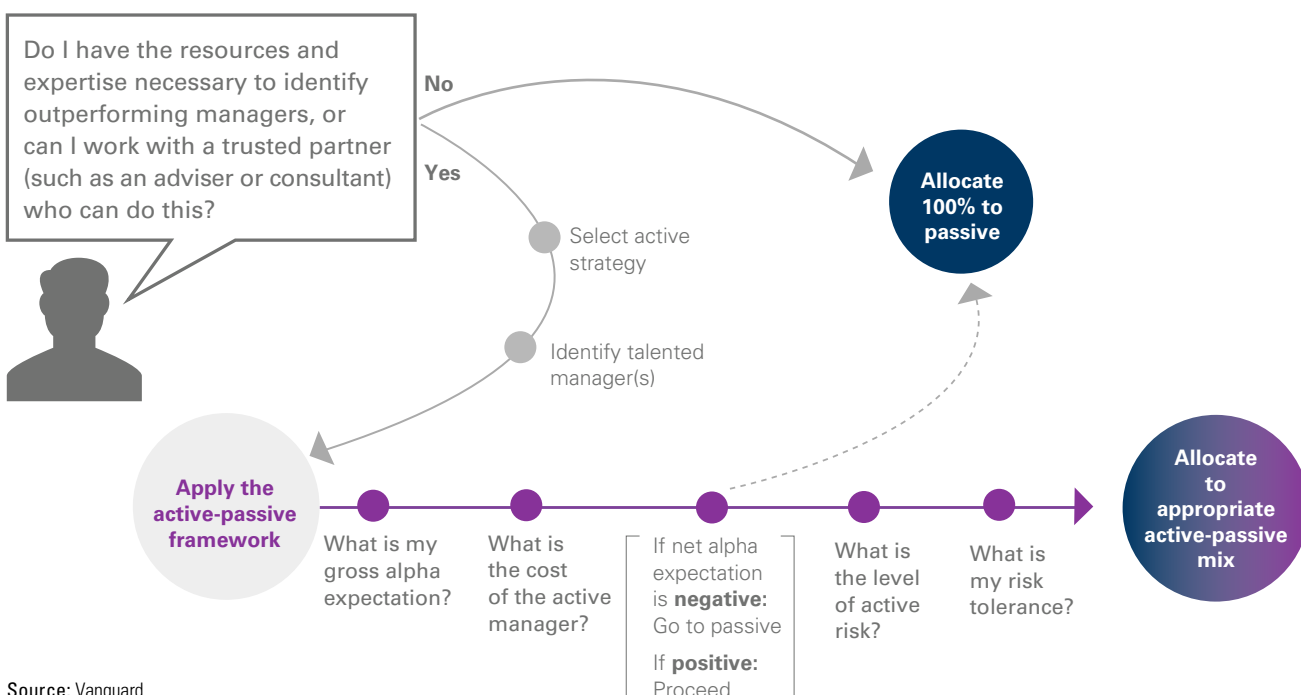 Do I have the resources and
expertise necessary to identify
outperforming managers, or
can I work with a trusted partner
(such as an adviser or consultant)
who can do this?
No
Yes
Select active
strategy
Identify talented
manager(s)
Allocate
100% to
passive
Apply the
active-passive
framework
What is my
gross alpha
expectation?
What is
the cost
of the active
manager?
If net alpha
expectation
is negative:
Go to passive
If positive:
Proceed
What is
the level
of active
risk?
What is
my risk
tolerance?
Allocate
to
appropriate
active-passive
mix
Source: Vanguard